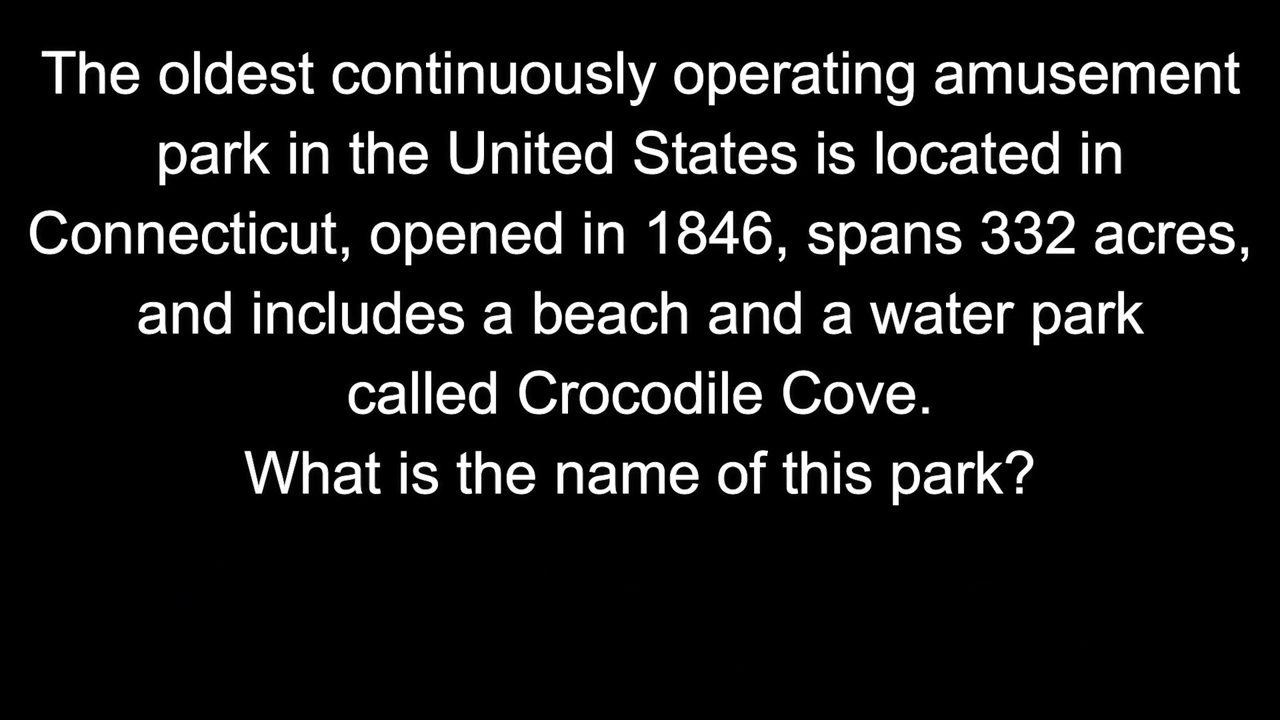 The oldest continuously operating amusement
park in the United States is located in
Connecticut, opened in 1846, spans 332 acres,
and includes a beach and a water park
called Crocodile Cove.
What is the name of this park?